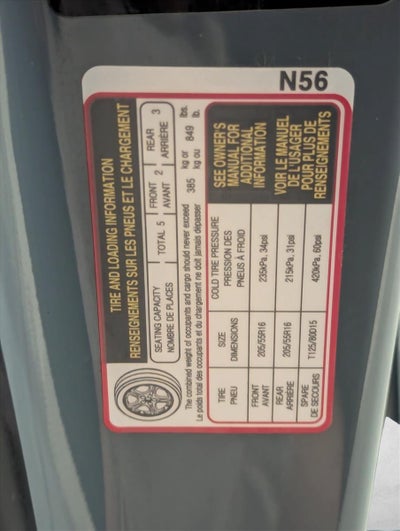 N56
TIRE AND LOADING INFORMATION
RENSEIGNEMENTS SUR LES PNEUS ET LE CHARGEMENT
SEATING CAPACITY TOTAL 5 FRONT 2 REAR 3
NOMBRE DE PLACES AVANT ARRIÈRE
The combined weight of occupants and cargo should never exceed 385 kg or 849 lbs.
Le poids total des occupants et du chargement ne doit jamais dépasser kg ou lb.
TIRE SIZE COLD TIRE PRESSURE
PNEU DIMENSIONS PRESSION DES
PNEUS À FROID
FRONT 205/55R16 235kPa, 34psi
AVANT
REAR 205/55R16 215kPa, 31psi
ARRIÈRE
SPARE T125/80D15 420kPa, 60psi
DE SECOURS
SEE OWNER'S
MANUAL FOR
ADDITIONAL
INFORMATION
VOIR LE MANUEL
DE L'USAGER
POUR PLUS DE
RENSEIGNEMENTS